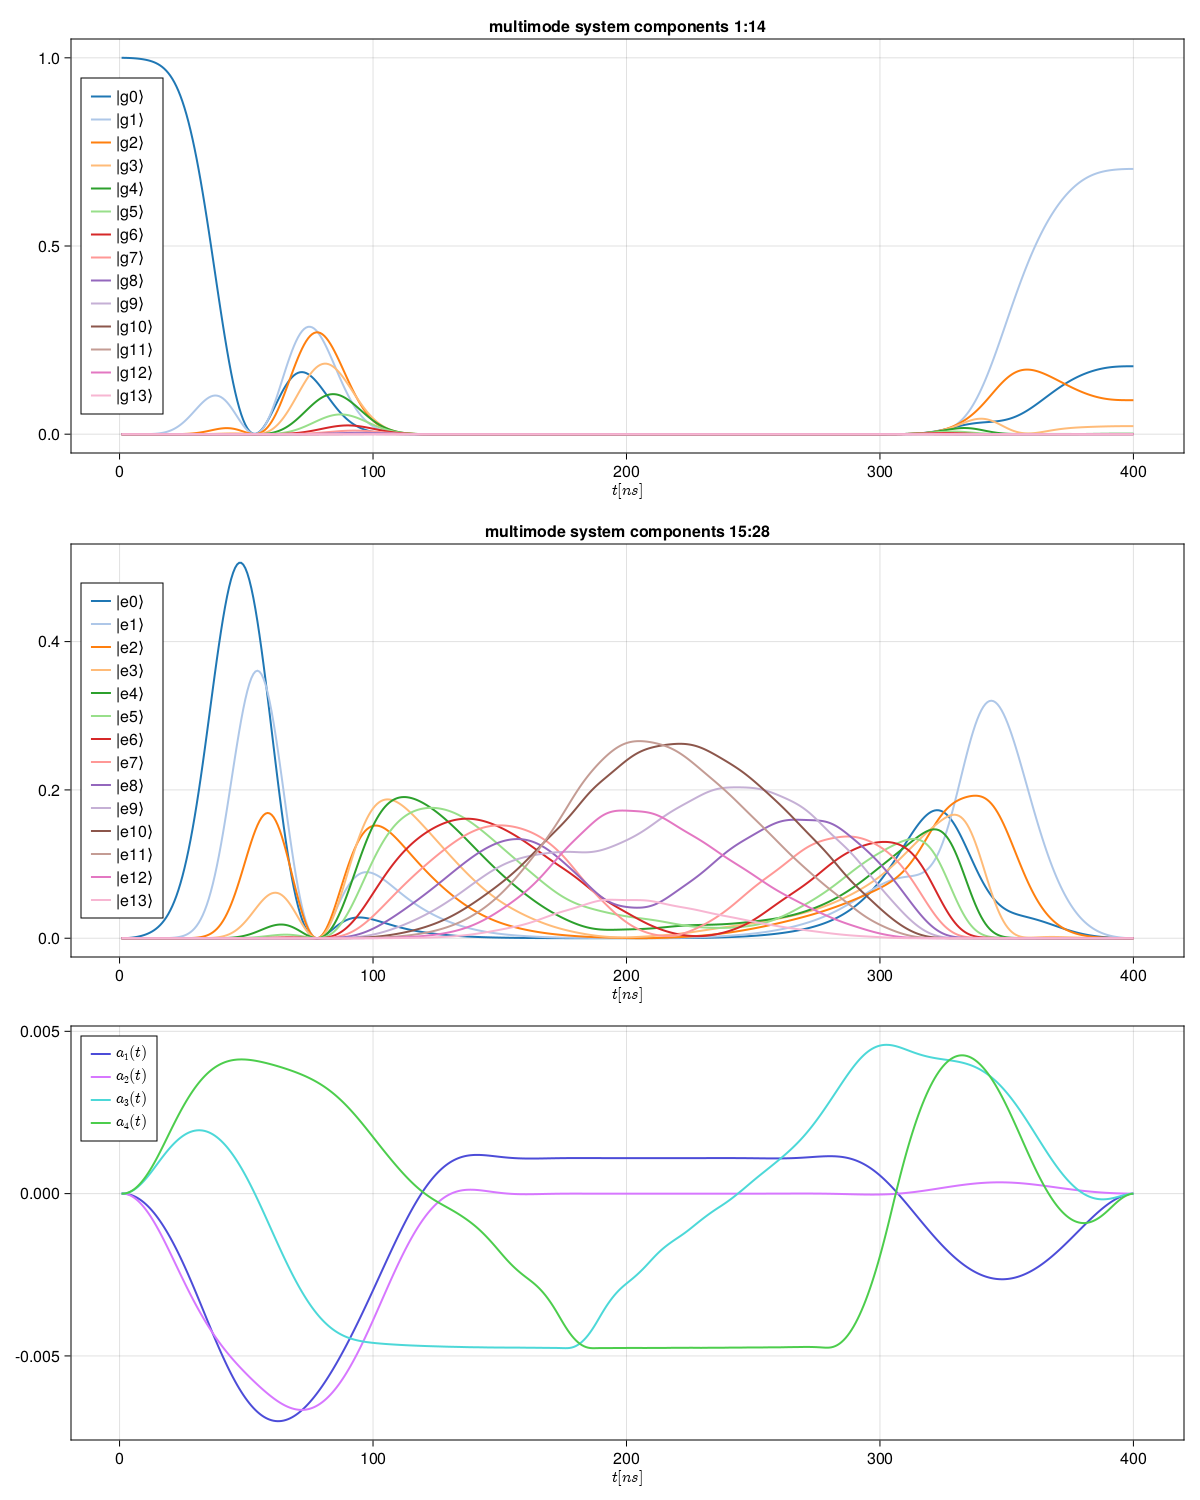 multimode system components 1:14
1.0
0.5
0.0
|g0⟩
|g1⟩
|g2⟩
|g3⟩
|g4⟩
|g5⟩
|g6⟩
|g7⟩
|g8⟩
|g9⟩
|g10⟩
|g11⟩
|g12⟩
|g13⟩
0 100 200 300 400
t[ns]
multimode system components 15:28
0.4
0.2
0.0
|e0⟩
|e1⟩
|e2⟩
|e3⟩
|e4⟩
|e5⟩
|e6⟩
|e7⟩
|e8⟩
|e9⟩
|e10⟩
|e11⟩
|e12⟩
|e13⟩
0 100 200 300 400
t[ns]
0.005
0.000
-0.005
a₁(t)
a₂(t)
a₃(t)
a₄(t)
0 100 200 300 400
t[ns]